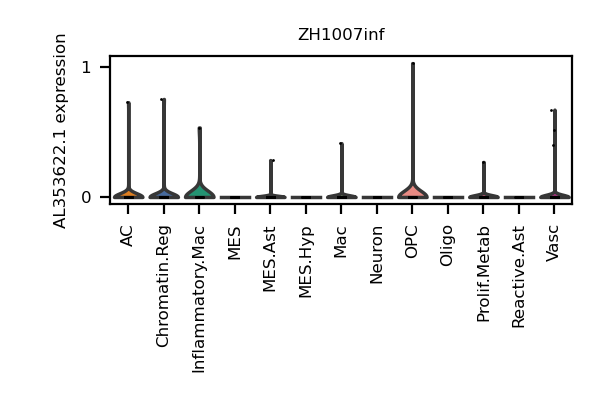 ZH1007inf
AL353622.1 expression
1
0
AC
Chromatin.Reg
Inflammatory.Mac
MES
MES.Ast
MES.Hyp
Mac
Neuron
OPC
Oligo
Prolif.Metab
Reactive.Ast
Vasc